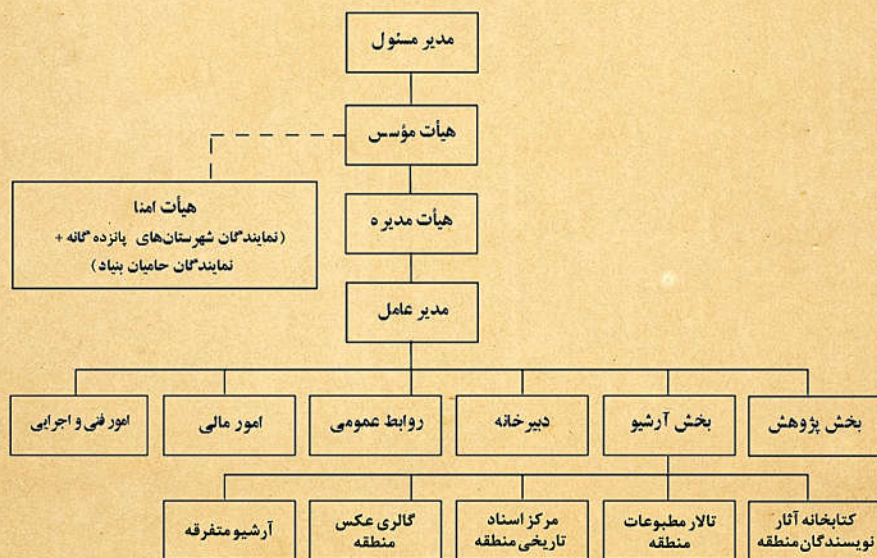 مدیر مسئول
هیأت مؤسس
هیأت امنا
(نمایندگان شهرستان‌های پانزده گانه +
نمایندگان حامیان بنیاد)
هیأت مدیره
مدیر عامل
بخش پژوهش
بخش آرشیو
دبیرخانه
روابط عمومی
امور مالی
امور فنی و اجرایی
کتابخانه آثار
نویسندگان منطقه
تالار مطبوعات
منطقه
مرکز اسناد
تاریخی منطقه
گالری عکس
منطقه
آرشیو متفرقه